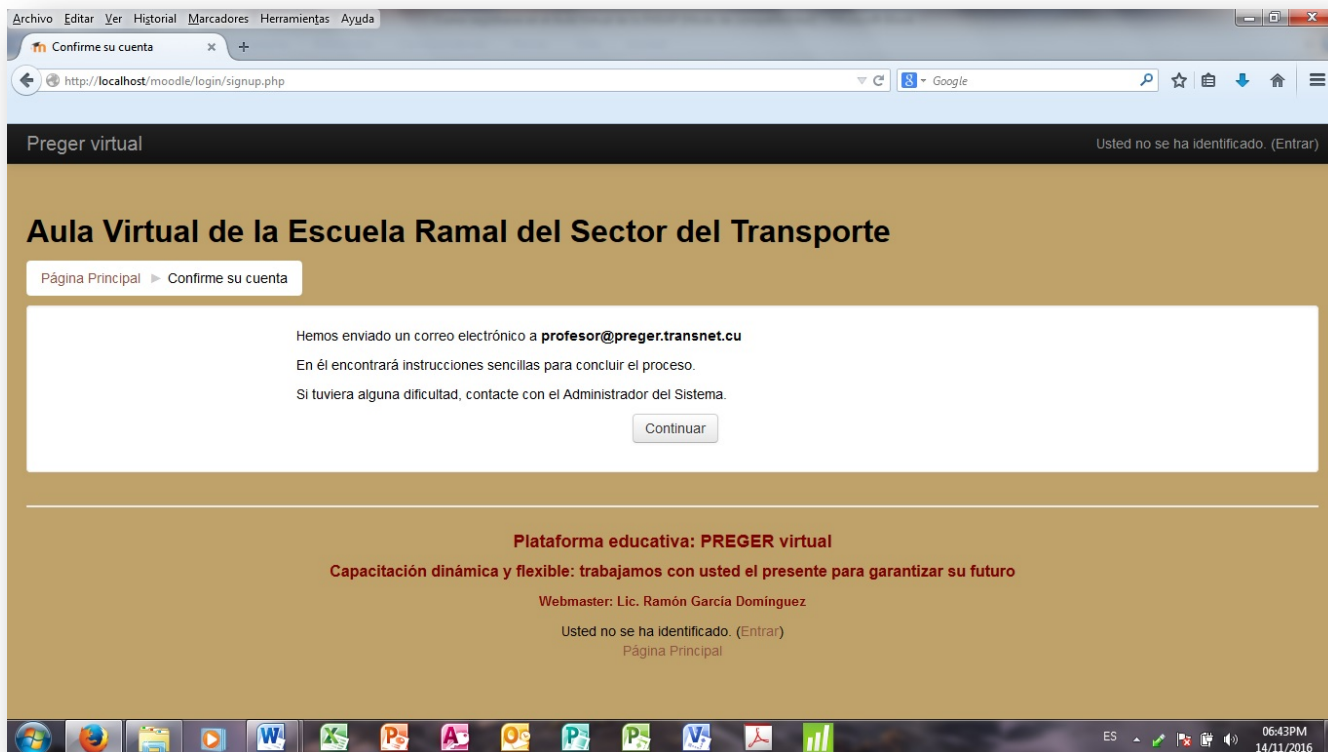 Archivo Editar Ver Historial Marcadores Herramientas Ayuda
Confirme su cuenta
http://localhost/moodle/login/signup.php
Google
Preger virtual
Usted no se ha identificado. (Entrar)
Aula Virtual de la Escuela Ramal del Sector del Transporte
Página Principal ► Confirme su cuenta
Hemos enviado un correo electrónico a profesor@preger.transnet.cu
En él encontrará instrucciones sencillas para concluir el proceso.
Si tuviera alguna dificultad, contacte con el Administrador del Sistema.
Continuar
Plataforma educativa: PREGER virtual
Capacitación dinámica y flexible: trabajamos con usted el presente para garantizar su futuro
Webmaster: Lic. Ramón García Domínguez
Usted no se ha identificado. (Entrar)
Página Principal
ES
06:43PM
14/11/2016